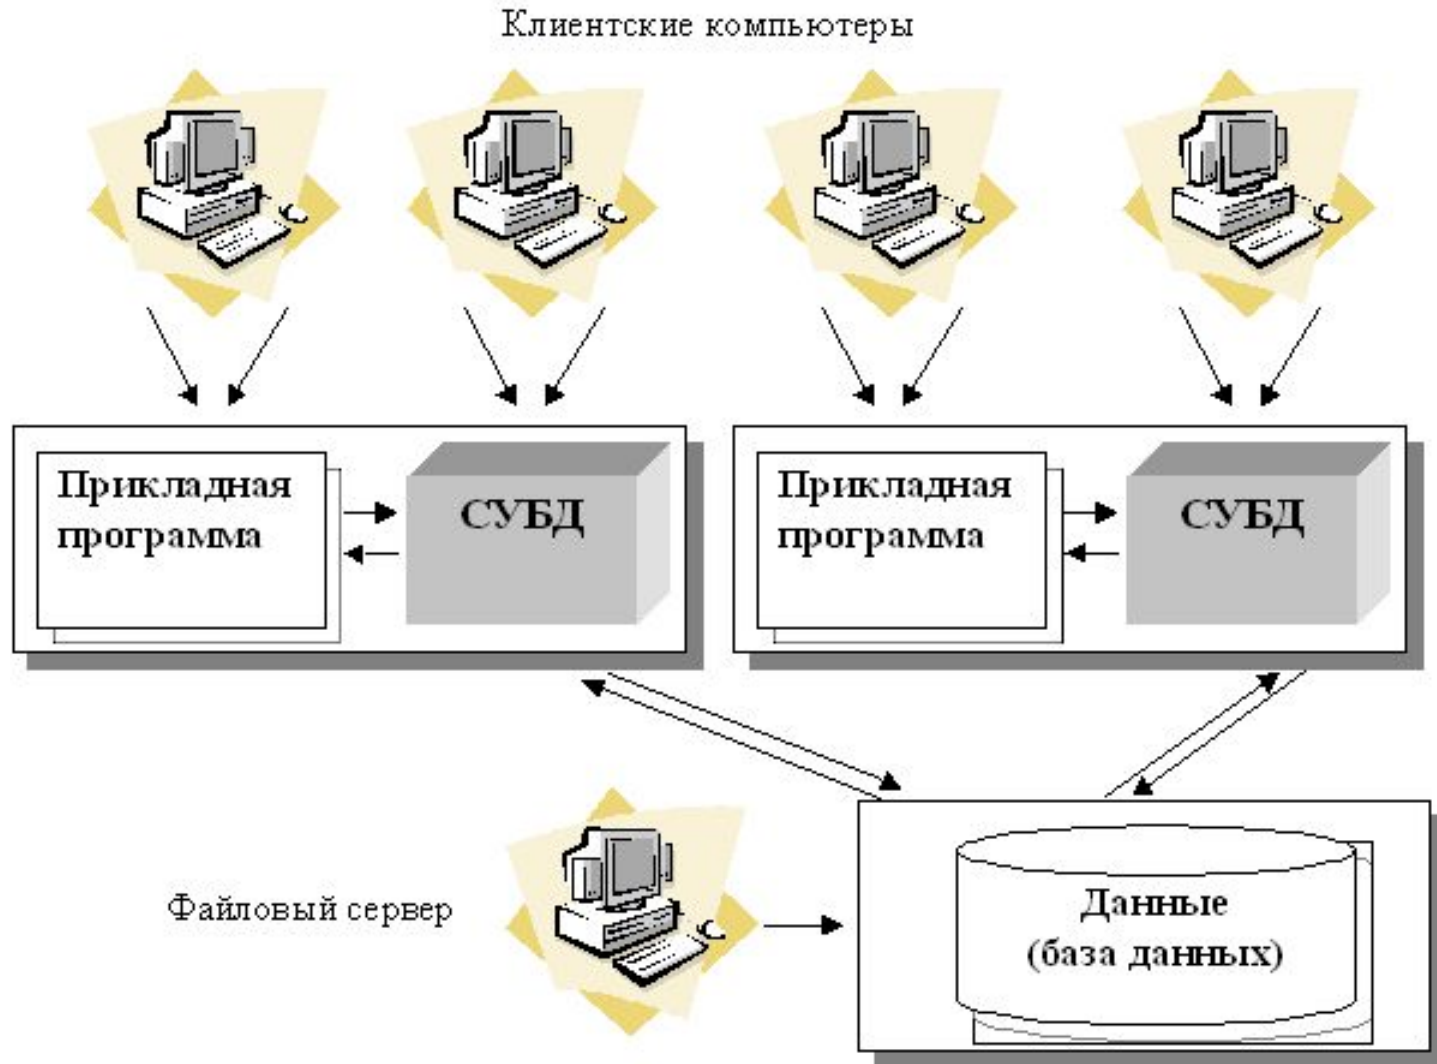 Клиентские компьютеры
Прикладная
программа
СУБД
Прикладная
программа
СУБД
Файловый сервер
Данные
(база данных)